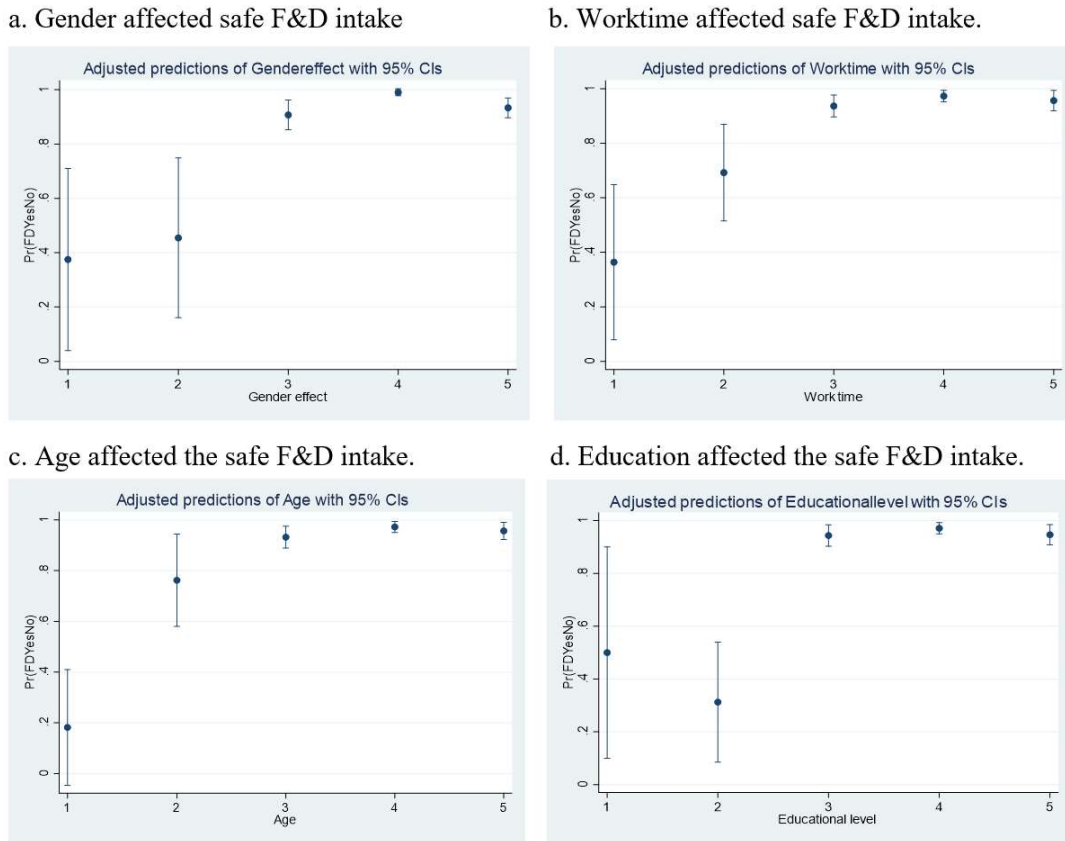 a. Gender affected safe F&D intake
Adjusted predictions of Gendereffect with 95% CIs
Pr(FDYesNo)
0 .2 .4 .6 .8 1
1 2 3 4 5
Gender effect
b. Worktime affected safe F&D intake.
Adjusted predictions of Worktime with 95% CIs
Pr(FDYesNo)
0 .2 .4 .6 .8 1
1 2 3 4 5
Work time
c. Age affected the safe F&D intake.
Adjusted predictions of Age with 95% CIs
Pr(FDYesNo)
0 .2 .4 .6 .8 1
1 2 3 4 5
Age
d. Education affected the safe F&D intake.
Adjusted predictions of Educationallevel with 95% CIs
Pr(FDYesNo)
0 .2 .4 .6 .8 1
1 2 3 4 5
Educational level